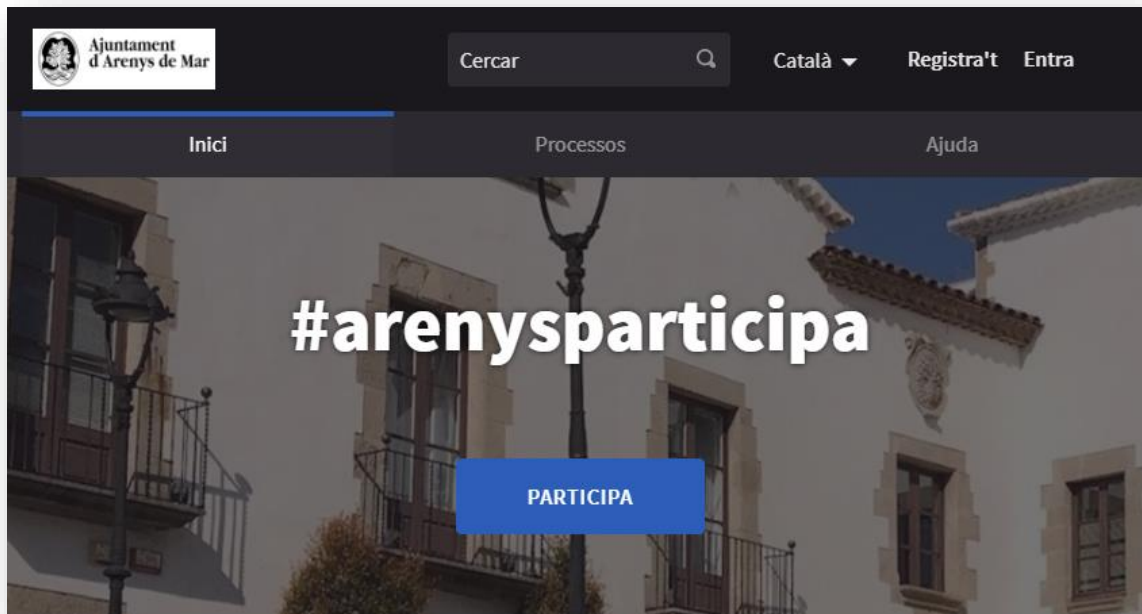 Ajuntament
d'Arenys de Mar
Cercar
Català
Registra't
Entra
Inici
Processos
Ajuda
#arenysparticipa
PARTICIPA